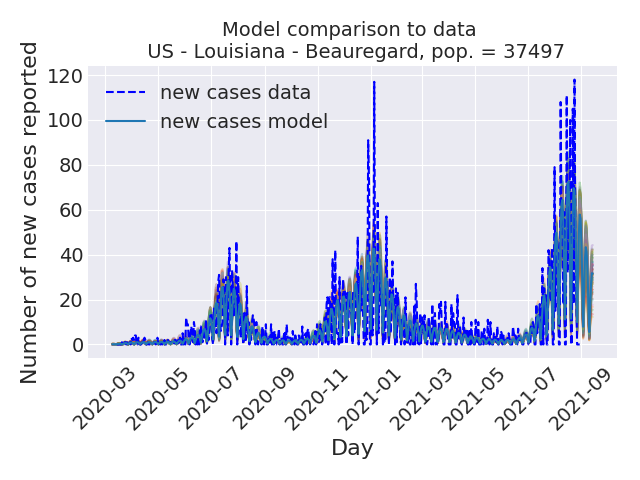 Model comparison to data
US - Louisiana - Beauregard, pop. = 37497
Number of new cases reported
120
100
80
60
40
20
0
new cases data
new cases model
2020-03
2020-05
2020-07
2020-09
2020-11
2021-01
2021-03
2021-05
2021-07
2021-09
Day